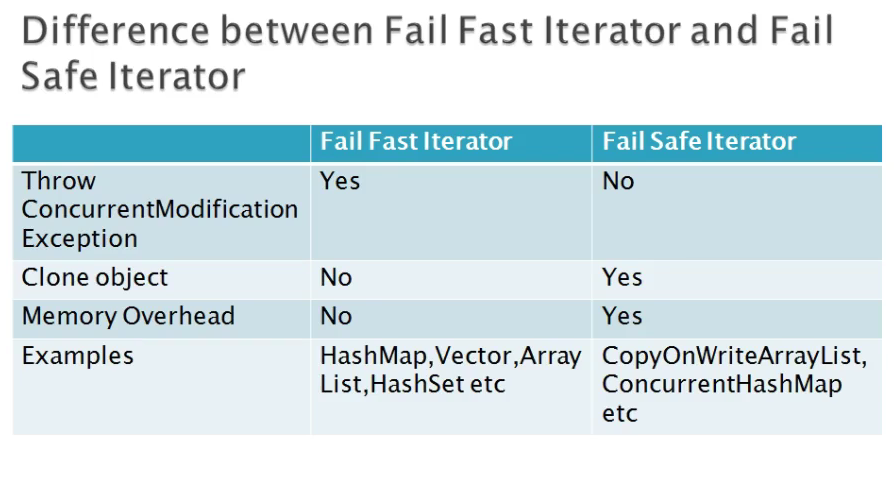 Difference between Fail Fast Iterator and Fail
Safe Iterator
Fail Fast Iterator
Fail Safe Iterator
Throw
ConcurrentModification
Exception
Yes
No
Clone object
No
Yes
Memory Overhead
No
Yes
Examples
HashMap,Vector,Array
List,HashSet etc
CopyOnWriteArrayList,
ConcurrentHashMap
etc